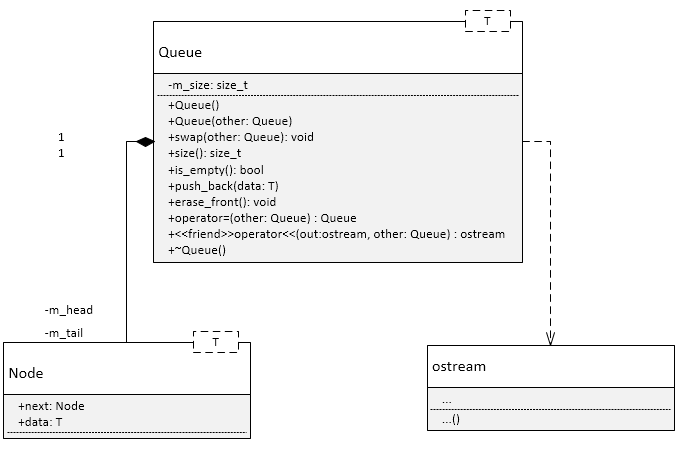 T
Queue
-m_size: size_t
+Queue()
+Queue(other: Queue)
+swap(other: Queue): void
+size(): size_t
+is_empty(): bool
+push_back(data: T)
+erase_front(): void
+operator=(other: Queue) : Queue
+<<friend>>operator<<(out:ostream, other: Queue) : ostream
+~Queue()
1
1
-m_head
-m_tail
T
Node
+next: Node
+data: T
ostream
...
...()